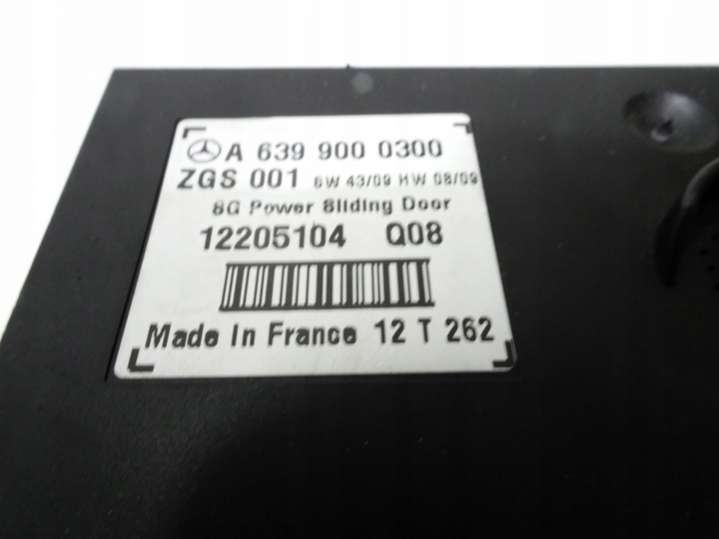 A 639 900 0300
ZGS 001 SW 43/09 HW 08/09
SG Power Sliding Door
12205104 Q08
Made In France 12 T 262